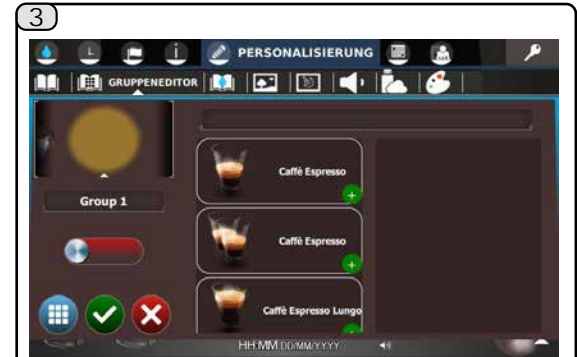 3
PERSONALISIERUNG
GRUPPENEDITOR
Caffè Espresso
Group 1
Caffè Espresso
Caffè Espresso Lungo
HH:MM DD/MM/YYYY